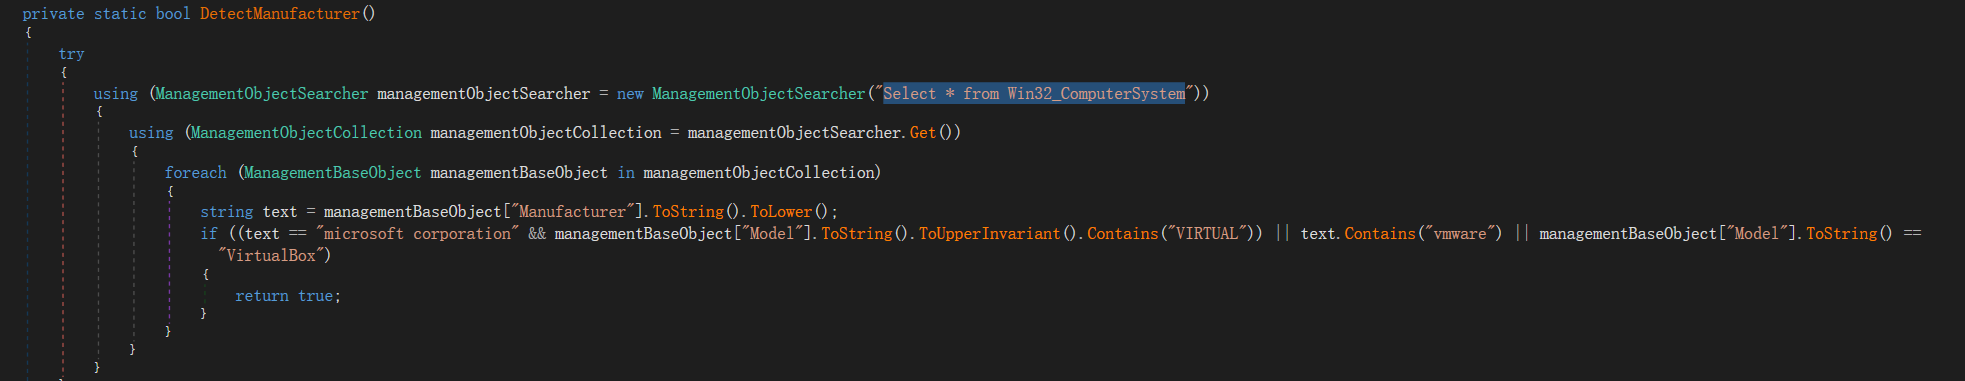 private static bool DetectManufacturer()
{
try
{
using (ManagementObjectSearcher managementObjectSearcher = new ManagementObjectSearcher("Select * from Win32_ComputerSystem"))
{
using (ManagementObjectCollection managementObjectCollection = managementObjectSearcher.Get())
{
foreach (ManagementBaseObject managementBaseObject in managementObjectCollection)
{
string text = managementBaseObject["Manufacturer"].ToString().ToLower();
if ((text == "microsoft corporation" && managementBaseObject["Model"].ToString().ToUpperInvariant().Contains("VIRTUAL")) || text.Contains("vmware") || managementBaseObject["Model"].ToString() ==
"VirtualBox")
{
return true;
}
}
}
}